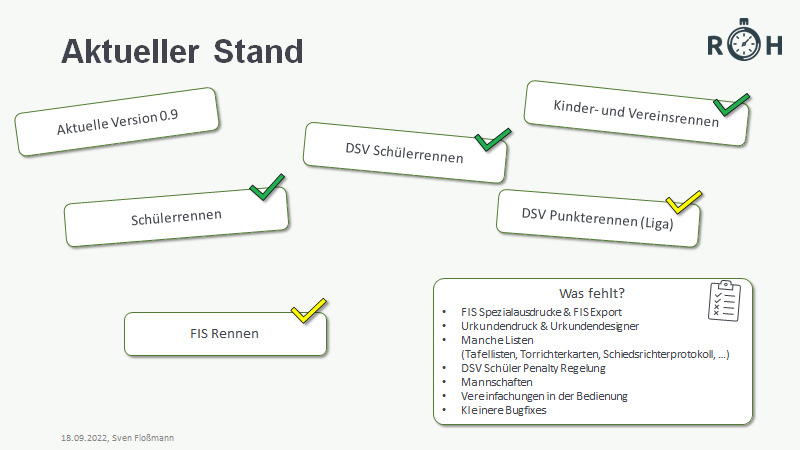 Aktueller Stand
R H
Aktuelle Version 0.9
Kinder- und Vereinsrennen
DSV Schülerrennen
Schülerrennen
DSV Punkterennen (Liga)
FIS Rennen
Was fehlt?
• FIS Spezialausdrucke & FIS Export
• Urkundendruck & Urkundendesigner
• Manche Listen
(Tafellisten, Torrichterkarten, Schiedsrichterprotokoll, ...)
• DSV Schüler Penalty Regelung
• Mannschaften
• Vereinfachungen in der Bedienung
• Kleinere Bugfixes
18.09.2022, Sven Floßmann